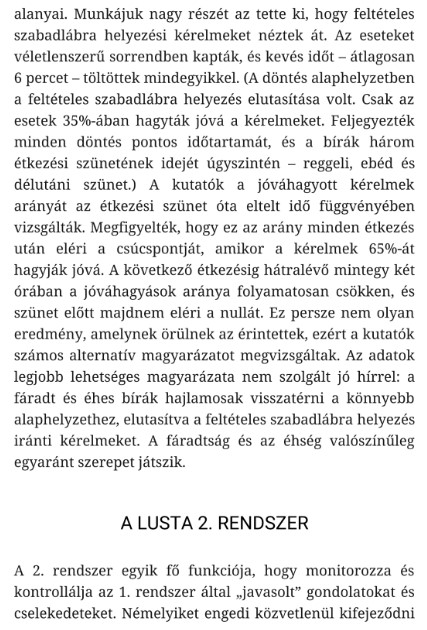 alanyai. Munkájuk nagy részét az tette ki, hogy feltételes
szabadlábra helyezési kérelmeket néztek át. Az eseteket
véletlenszerű sorrendben kapták, és kevés időt – átlagosan
6 percet – töltöttek mindegyikkel. (A döntés alaphelyzetben
a feltételes szabadlábra helyezés elutasítása volt. Csak az
esetek 35%-ában hagyták jóvá a kérelmeket. Feljegyezték
minden döntés pontos időtartamát, és a bírák három
étkezési szünetének idejét úgyszintén – reggeli, ebéd és
délutáni szünet.) A kutatók a jóváhagyott kérelmek
arányát az étkezési szünet óta eltelt idő függvényében
vizsgálták. Megfigyelték, hogy ez az arány minden étkezés
után eléri a csúcspontját, amikor a kérelmek 65%-át
hagyják jóvá. A következő étkezésig hátralévő mintegy két
órában a jóváhagyások aránya folyamatosan csökken, és
szünet előtt majdnem eléri a nullát. Ez persze nem olyan
eredmény, amelynek örülnek az érintettek, ezért a kutatók
számos alternatív magyarázatot megvizsgáltak. Az adatok
legjobb lehetséges magyarázata nem szolgált jó hírrel: a
fáradt és éhes bírák hajlamosak visszatérni a könnyebb
alaphelyzethez, elutasítva a feltételes szabadlábra helyezés
iránti kérelmeket. A fáradtság és az éhség valószínűleg
egyaránt szerepet játszik.
A LUSTA 2. RENDSZER
A 2. rendszer egyik fő funkciója, hogy monitorozza és
kontrollálja az 1. rendszer által „javasolt” gondolatokat és
cselekedeteket. Némelyiket engedi közvetlenül kifejeződni